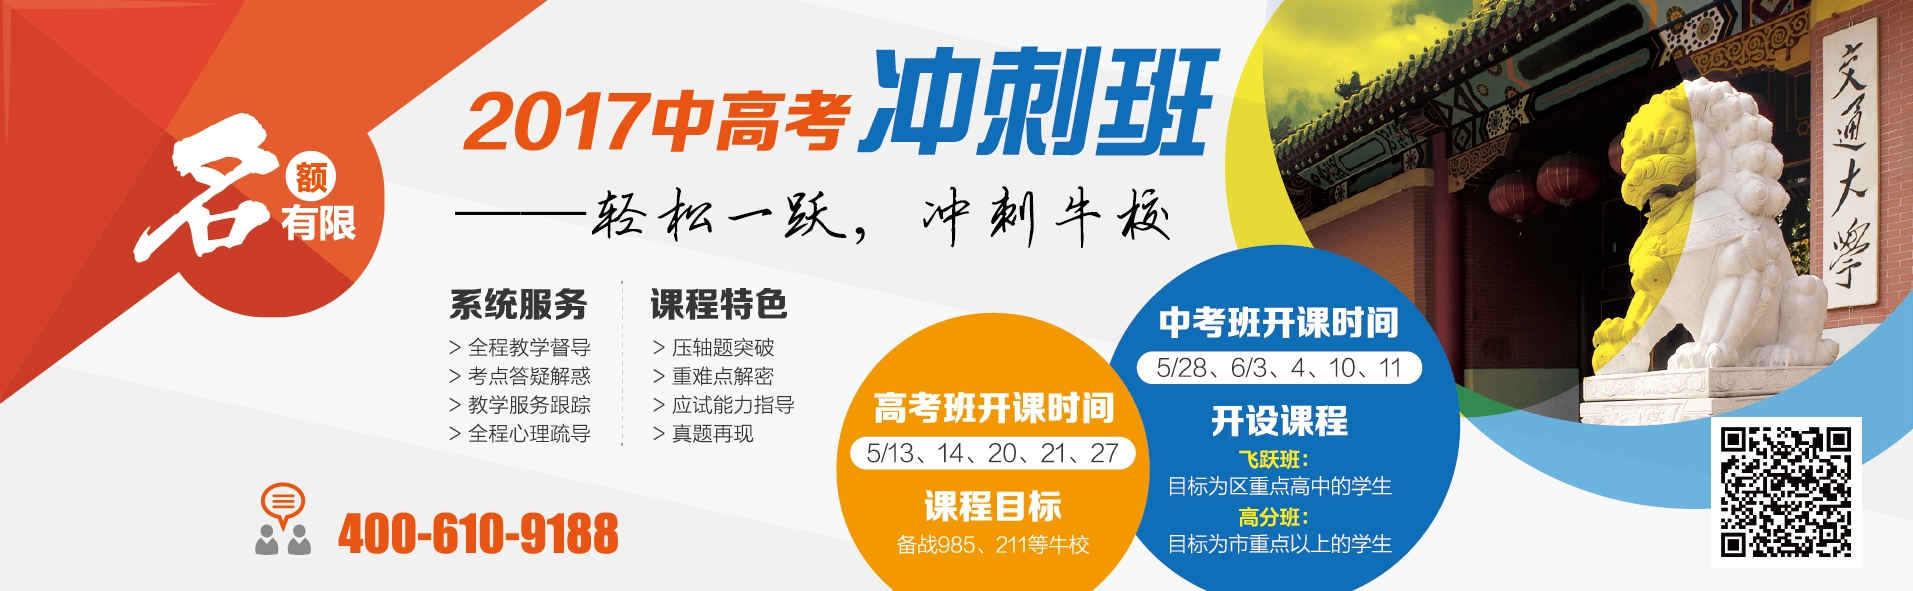 名额有限
2017中高考冲刺班
——轻松一跃，冲刺牛校
系统服务
> 全程教学督导
> 考点答疑解惑
> 教学服务跟踪
> 全程心理疏导
课程特色
> 压轴题突破
> 重难点解密
> 应试能力指导
> 真题再现
400-610-9188
高考班开课时间
5/13、14、20、21、27
课程目标
备战985、211等牛校
中考班开课时间
5/28、6/3、4、10、11
开设课程
飞跃班：
目标为区重点高中的学生
高分班：
目标为市重点以上的学生
交通大学